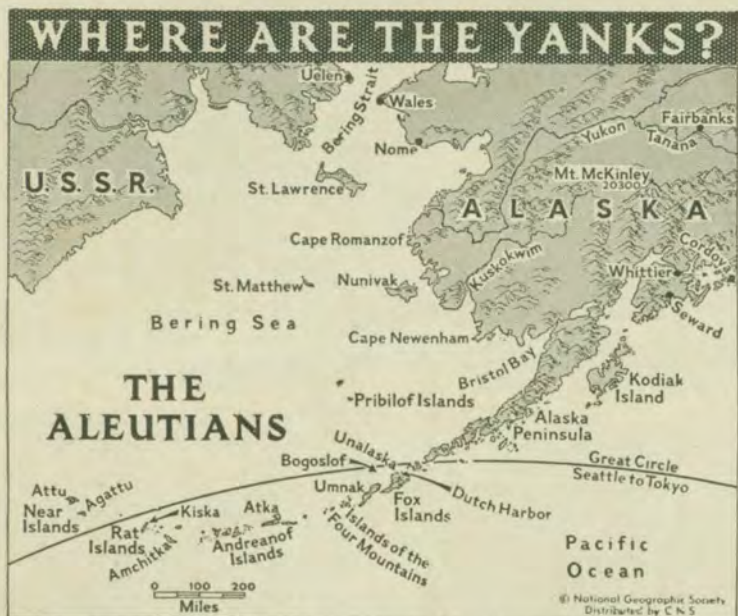 WHERE ARE THE YANKS?
Uelen
Bering Strait
Wales
Fairbanks
Yukon
Tanana
Nome
Mt. McKinley
20300
U.S.S.R.
St. Lawrence
ALASKA
Cape Romanzof
Kuskokwim
Cordova
Whittier
St. Matthew
Nunivak
Seward
Bering Sea
Cape Newenham
Bristol Bay
THE
ALEUTIANS
Pribilof Islands
Kodiak
Island
Alaska
Peninsula
Unalaska
Bogoslof
Great Circle
Seattle to Tokyo
Attu
Agattu
Near
Islands
Umnak
Fox
Islands
Dutch Harbor
Kiska
Atka
Rat
Islands
Amchitka
Andreanof
Islands
Islands of the
Four Mountains
Pacific
Ocean
0 100 200
Miles
© National Geographic Society
Distributed by C N S